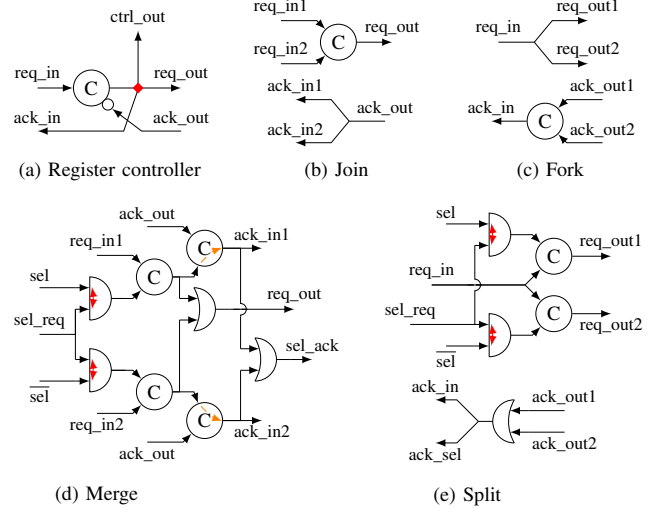 ctrl_out
req_in
C
req_out
ack_in
ack_out
(a) Register controller
req_in1
req_in2
C
req_out
ack_in1
ack_in2
ack_out
(b) Join
req_in
req_out1
req_out2
ack_out1
ack_in
C
ack_out2
(c) Fork
ack_out
req_in1
C
ack_in1
sel
C
req_out
sel_req
sel_ack
sel
C
req_in2
C
ack_in2
ack_out
(d) Merge
sel
req_in
C
req_out1
sel_req
C
req_out2
sel
ack_in
ack_out1
ack_out2
ack_sel
(e) Split